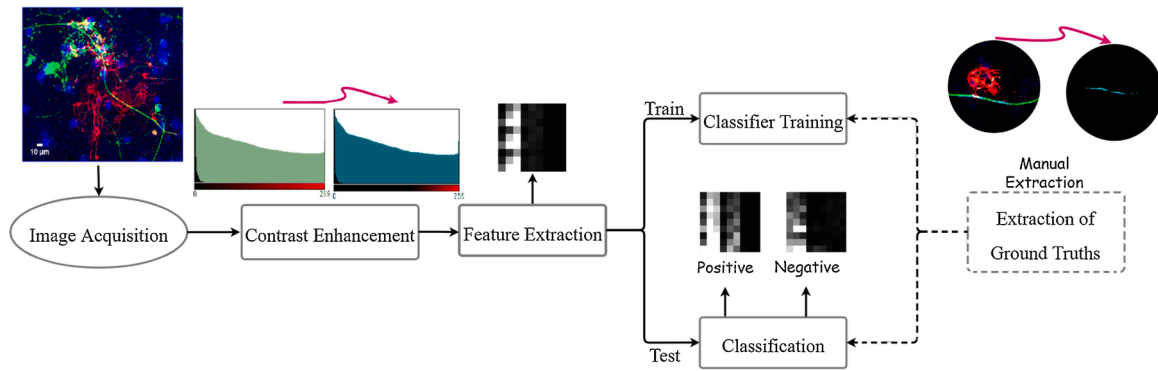 10 µm
0
255
0
255
Image Acquisition
Contrast Enhancement
Feature Extraction
Train
Classifier Training
Positive
Negative
Test
Classification
Manual
Extraction
Extraction of
Ground Truths